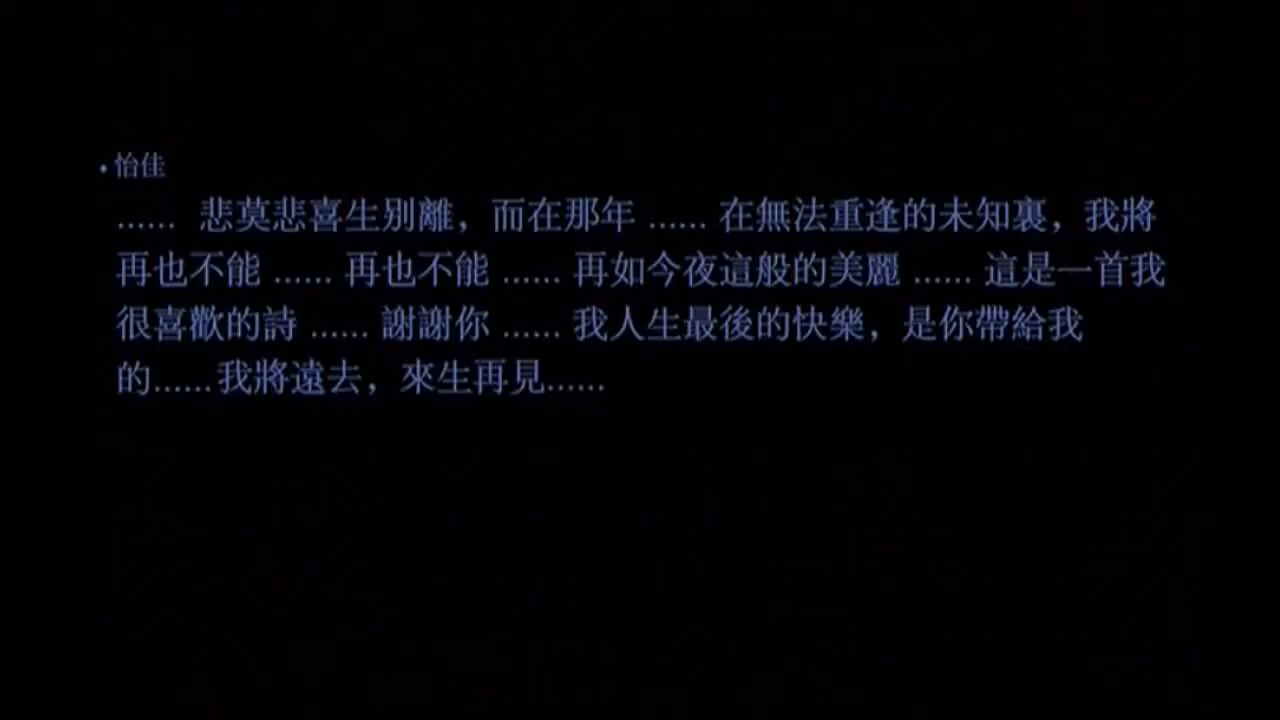 • 怡佳
...... 悲莫悲喜生別離，而在那年 ...... 在無法重逢的未知裏，我將
再也不能 ...... 再也不能 ...... 再如今夜這般的美麗 ...... 這是一首我
很喜歡的詩 ...... 謝謝你 ...... 我人生最後的快樂，是你帶給我
的......我將遠去，來生再見......